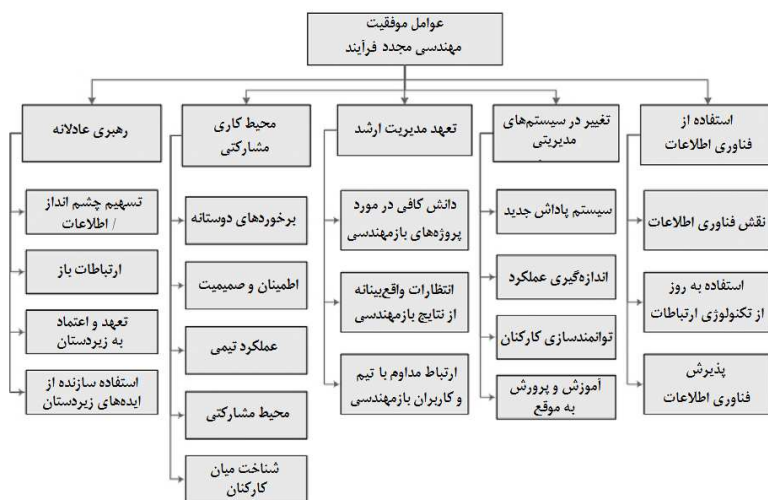 عوامل موفقیت
مهندسی مجدد فرآیند
استفاده از
فناوری اطلاعات
نقش فناوری اطلاعات
استفاده به روز
از تکنولوژی ارتباطات
پذیرش
فناوری اطلاعات
تغییر در سیستم‌های
مدیریتی
سیستم پاداش جدید
اندازه‌گیری عملکرد
توانمندسازی کارکنان
آموزش و پرورش
به موقع
تعهد مدیریت ارشد
دانش کافی در مورد
پروژه‌های بازمهندسی
انتظارات واقع‌بینانه
از نتایج بازمهندسی
ارتباط مداوم با تیم
و کاربران بازمهندسی
محیط کاری
مشارکتی
برخوردهای دوستانه
اطمینان و صمیمیت
عملکرد تیمی
محیط مشارکتی
شناخت میان
کارکنان
رهبری عادلانه
تسهیم چشم انداز
/ اطلاعات
ارتباطات باز
تعهد و اعتماد
به زیردستان
استفاده سازنده از
ایده‌های زیردستان